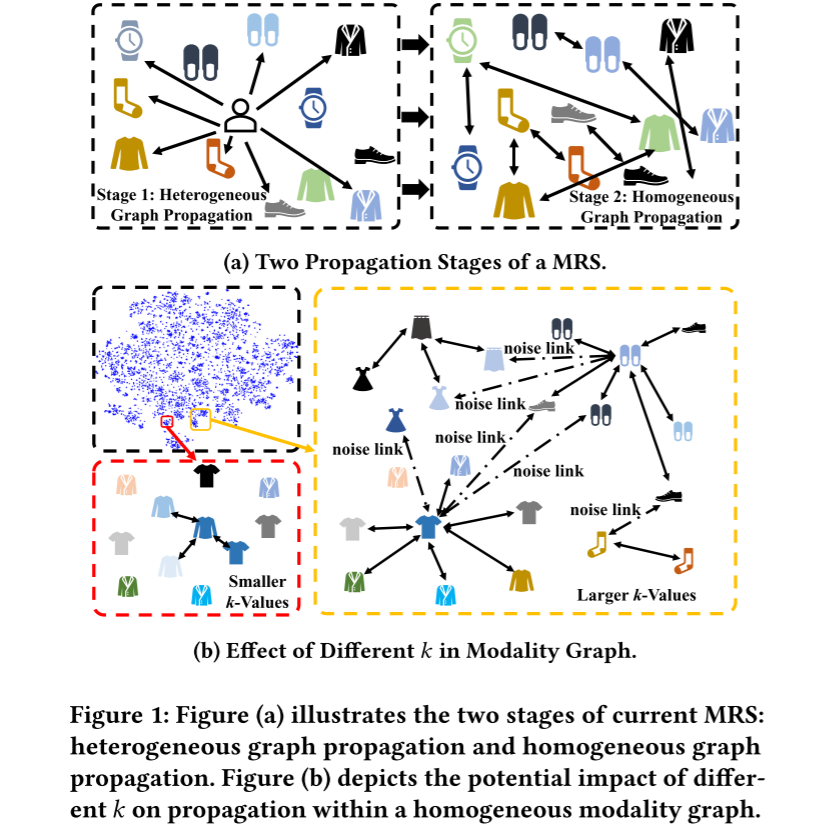 Stage 1: Heterogeneous
Graph Propagation
Stage 2: Homogeneous
Graph Propagation
(a) Two Propagation Stages of a MRS.
noise link
noise link
noise link
noise link
noise link
noise link
Smaller
k-Values
Larger k-Values
(b) Effect of Different k in Modality Graph.
Figure 1: Figure (a) illustrates the two stages of current MRS:
heterogeneous graph propagation and homogeneous graph
propagation. Figure (b) depicts the potential impact of differ-
ent k on propagation within a homogeneous modality graph.